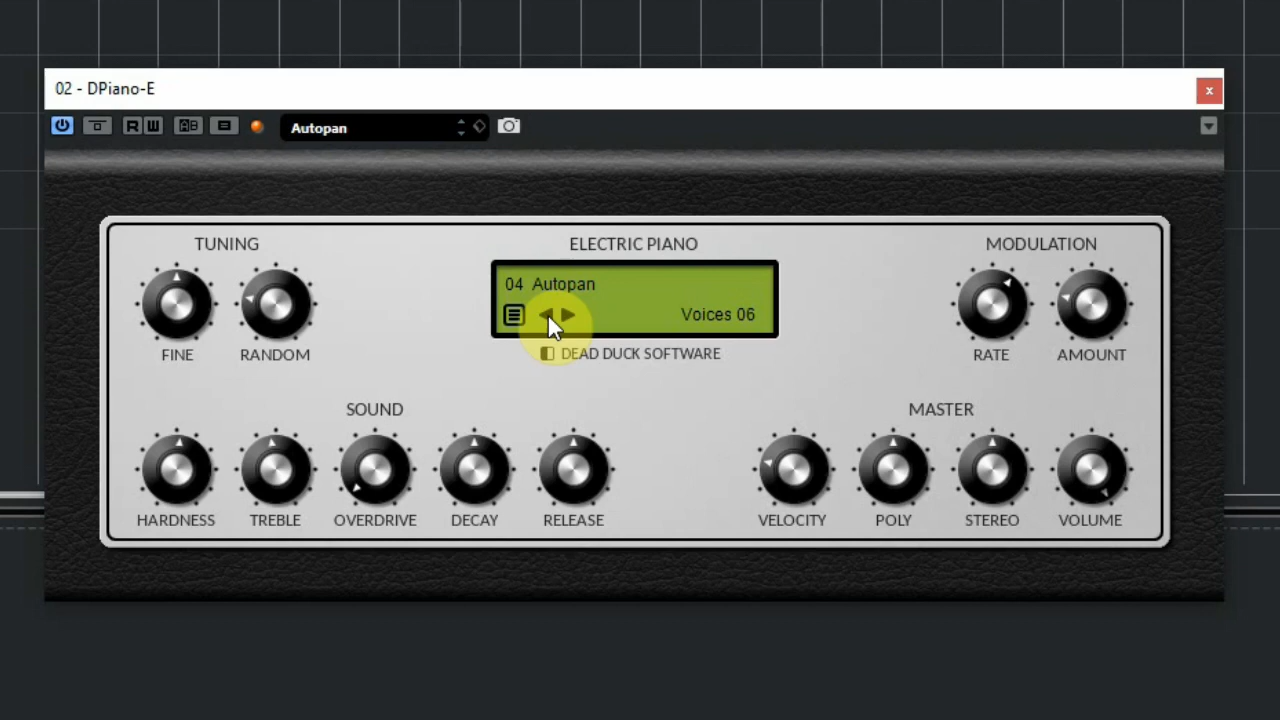 02 - DPiano-E
x
R W AB Autopan
TUNING ELECTRIC PIANO MODULATION
04 Autopan
Voices 06
FINE RANDOM DEAD DUCK SOFTWARE RATE AMOUNT
SOUND MASTER
HARDNESS TREBLE OVERDRIVE DECAY RELEASE VELOCITY POLY STEREO VOLUME